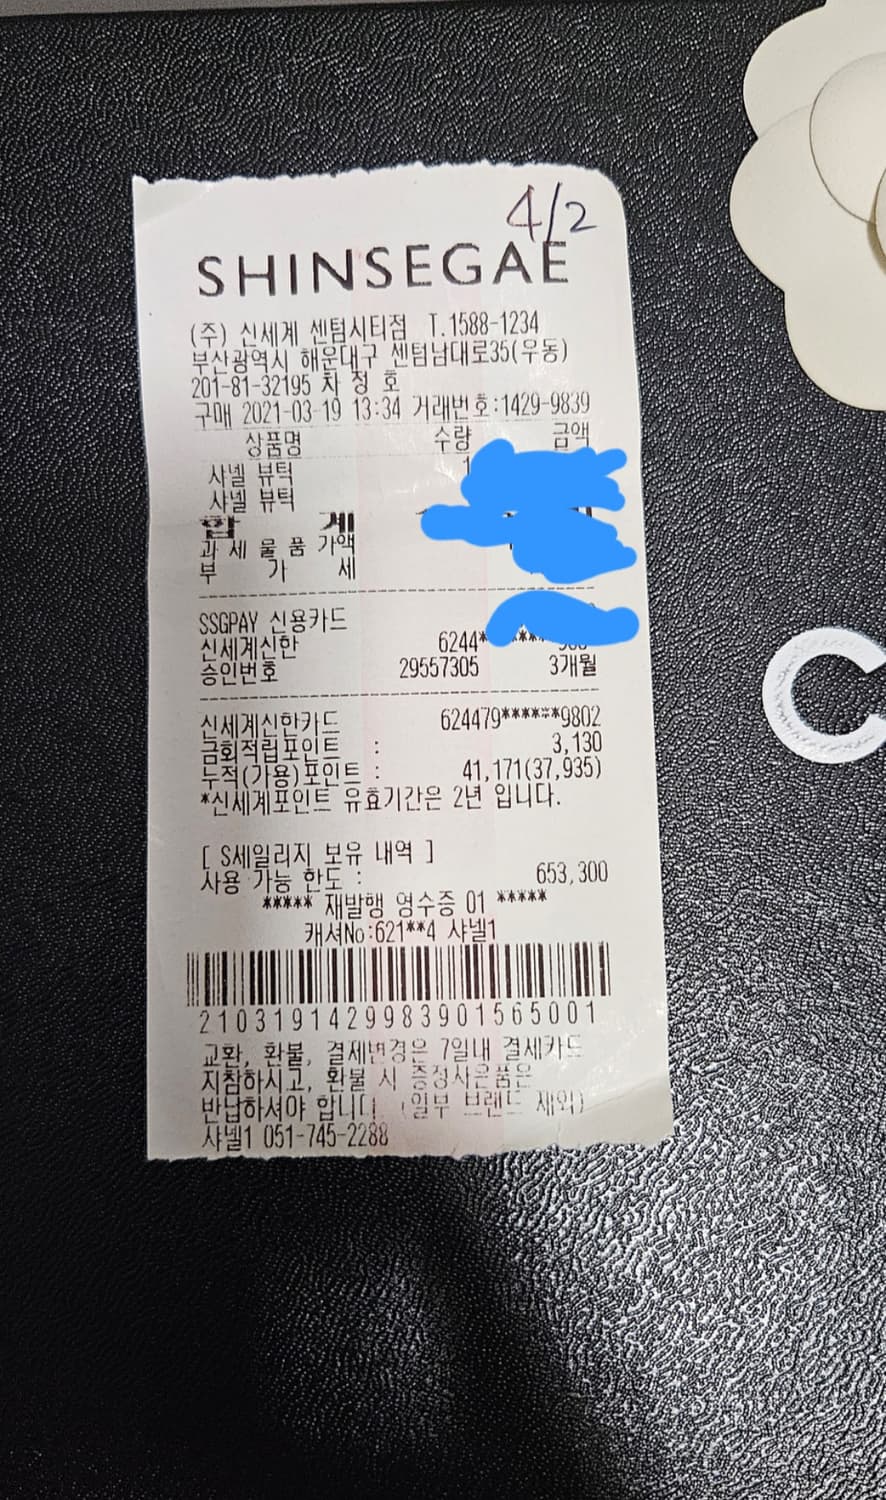 4/2
SHINSEGAE
(주) 신세계 센텀시티점 T.1588-1234
부산광역시 해운대구 센텀남대로35(우동)
201-81-32195 차 정 호
구매 2021-03-19 13:34 거래번호:1429-9839
상품명 수량 금액
샤넬 뷰틱 1
샤넬 뷰틱
합 계
과 세 물 품 가액
부 가 세
SSGPAY 신용카드
신세계신한 6244*
승인번호 29557305 3개월
신세계신한카드 624479******9802
금회적립포인트 : 3,130
누적(가용)포인트 : 41,171(37,935)
*신세계포인트 유효기간은 2년 입니다.
[ S세일리지 보유 내역 ]
사용 가능 한도 : 653,300
***** 재발행 영수증 01 *****
캐셔No:621**4 샤넬1
2103191429983901565001
교환, 환불, 결제변경은 7일내 결제카드
지참하시고, 환불 시 증정사은품은
반납하셔야 합니다. (일부 브랜드 제외)
샤넬1 051-745-2288
C